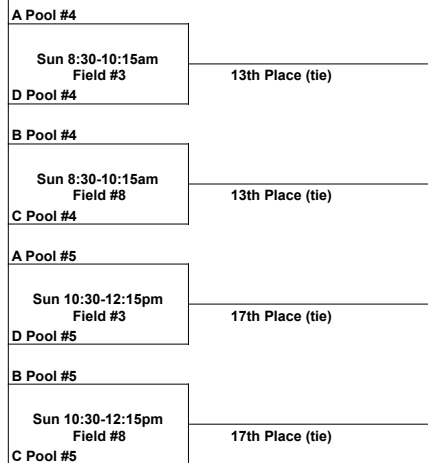 A Pool #4
Sun 8:30-10:15am
Field #3
13th Place (tie)
D Pool #4
B Pool #4
Sun 8:30-10:15am
Field #8
13th Place (tie)
C Pool #4
A Pool #5
Sun 10:30-12:15pm
Field #3
17th Place (tie)
D Pool #5
B Pool #5
Sun 10:30-12:15pm
Field #8
17th Place (tie)
C Pool #5